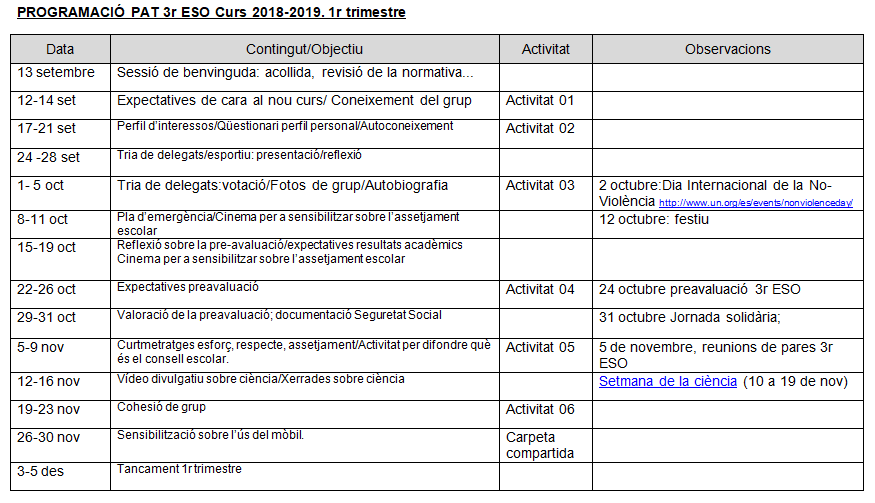 PROGRAMACIÓ PAT 3r ESO Curs 2018-2019. 1r trimestre
Data Contingut/Objectiu Activitat Observacions
13 setembre Sessió de benvinguda: acollida, revisió de la normativa...
12-14 set Expectatives de cara al nou curs/ Coneixement del grup Activitat 01
17-21 set Perfil d'interessos/Qüestionari perfil personal/Autoconeixement Activitat 02
24 -28 set Tria de delegats/esportiu: presentació/reflexió
1- 5 oct Tria de delegats:votació/Fotos de grup/Autobiografia Activitat 03 2 octubre:Dia Internacional de la No-
Violència http://www.un.org/es/events/nonviolenceday/
8-11 oct Pla d'emergència/Cinema per a sensibilitzar sobre l'assetjament 12 octubre: festiu
escolar
15-19 oct Reflexió sobre la pre-avaluació/expectatives resultats acadèmics
Cinema per a sensibilitzar sobre l'assetjament escolar
22-26 oct Expectatives preavaluació Activitat 04 24 octubre preavaluació 3r ESO
29-31 oct Valoració de la preavaluació; documentació Seguretat Social 31 octubre Jornada solidària;
5-9 nov Curtmetratges esforç, respecte, assetjament/Activitat per difondre què Activitat 05 5 de novembre, reunions de pares 3r
és el consell escolar. ESO
12-16 nov Vídeo divulgatiu sobre ciència/Xerrades sobre ciència Setmana de la ciència (10 a 19 de nov)
19-23 nov Cohesió de grup Activitat 06
26-30 nov Sensibilització sobre l'ús del mòbil. Carpeta
compartida
3-5 des Tancament 1r trimestre